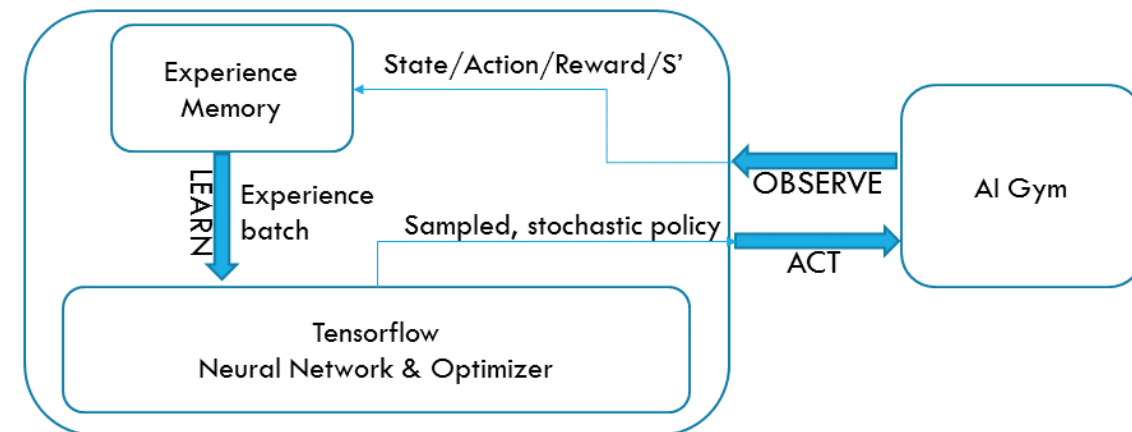 Experience
Memory
State/Action/Reward/S’
OBSERVE
AI Gym
LEARN
Experience
batch
Sampled, stochastic policy
ACT
Tensorflow
Neural Network & Optimizer